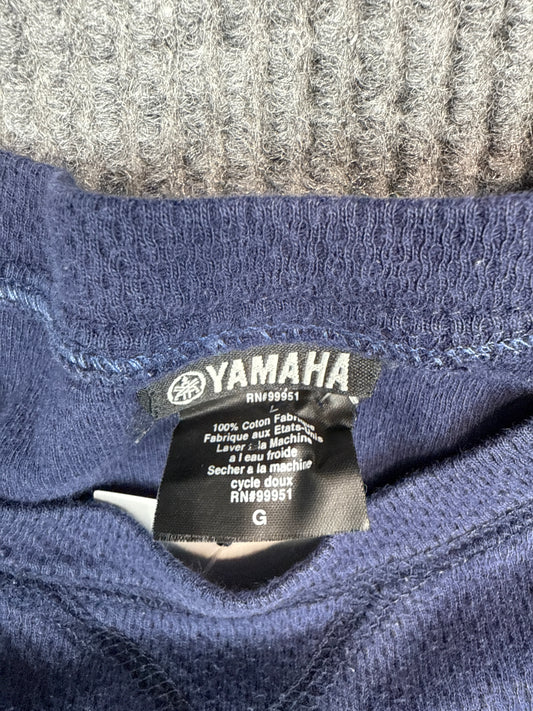 YAMAHA
RN#99951
L
100% Coton Fabrique
Fabrique aux Etats-Unis
Laver a la Machine
a l eau froide
Secher a la machine
cycle doux
RN#99951
G